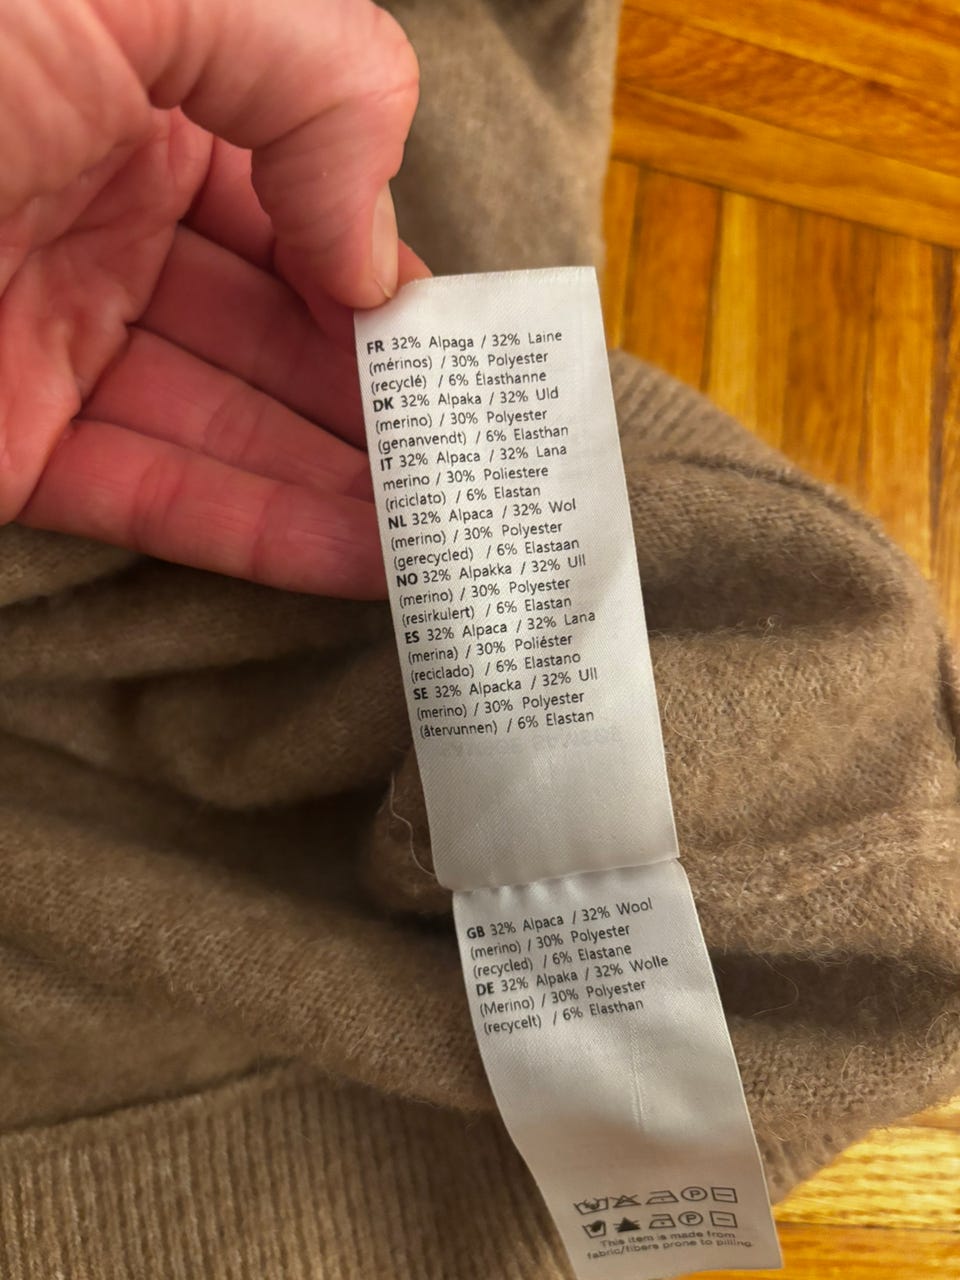 FR 32% Alpaga / 32% Laine
(mérinos) / 30% Polyester
(recyclé) / 6% Élasthanne
DK 32% Alpaka / 32% Uld
(merino) / 30% Polyester
(genanvendt) / 6% Elasthan
IT 32% Alpaca / 32% Lana
merino / 30% Poliestere
(riciclato) / 6% Elastan
NL 32% Alpaca / 32% Wol
(merino) / 30% Polyester
(gerecycled) / 6% Elastaan
NO 32% Alpakka / 32% Ull
(merino) / 30% Polyester
(resirkulert) / 6% Elastan
ES 32% Alpaca / 32% Lana
(merina) / 30% Poliéster
(reciclado) / 6% Elastano
SE 32% Alpacka / 32% Ull
(merino) / 30% Polyester
(återvunnen) / 6% Elastan
GB 32% Alpaca / 32% Wool
(merino) / 30% Polyester
(recycled) / 6% Elastane
DE 32% Alpaka / 32% Wolle
(Merino) / 30% Polyester
(recycelt) / 6% Elasthan
P
P
This item is made from
fabric/fibers prone to pilling.